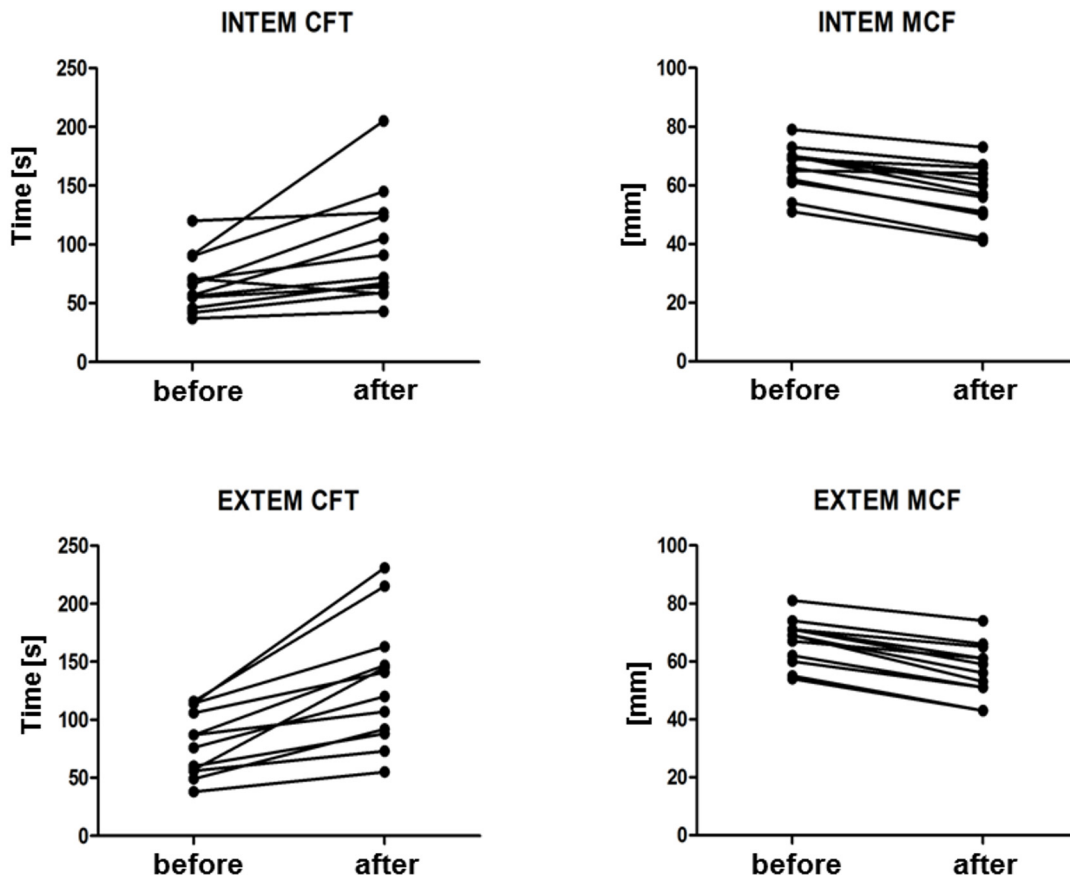 INTEM CFT
250
200
150
100
50
0
Time [s]
before after
INTEM MCF
100
80
60
40
20
0
[mm]
before after
EXTEM CFT
250
200
150
100
50
0
Time [s]
before after
EXTEM MCF
100
80
60
40
20
0
[mm]
before after